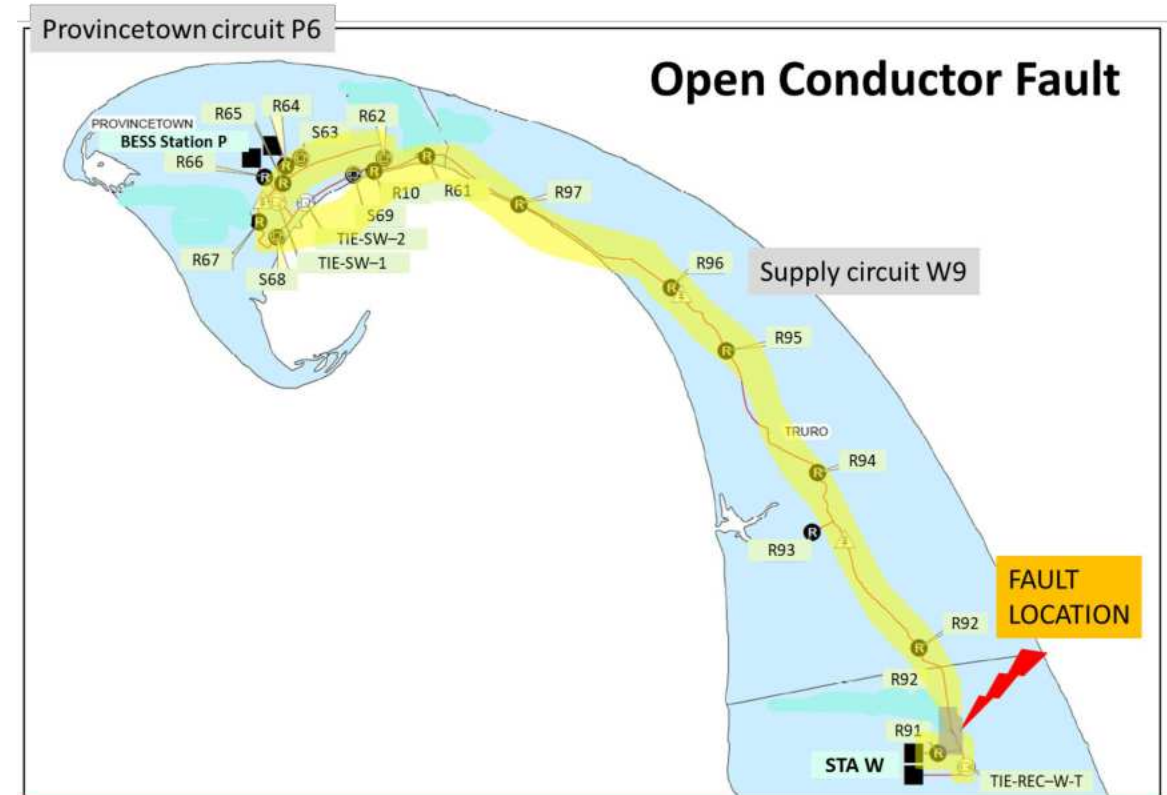 Provincetown circuit P6
Open Conductor Fault
R65
R64
S63
R62
PROVINCETOWN
BESS Station P
R66
R10
R61
R97
S69
TIE-SW–2
R67
TIE-SW–1
S68
R96
Supply circuit W9
R95
TRURO
R94
R93
FAULT
LOCATION
R92
R92
R91
STA W
TIE-REC–W-T
R
R
R
R
R
R
R
R
R
R
R
R
R